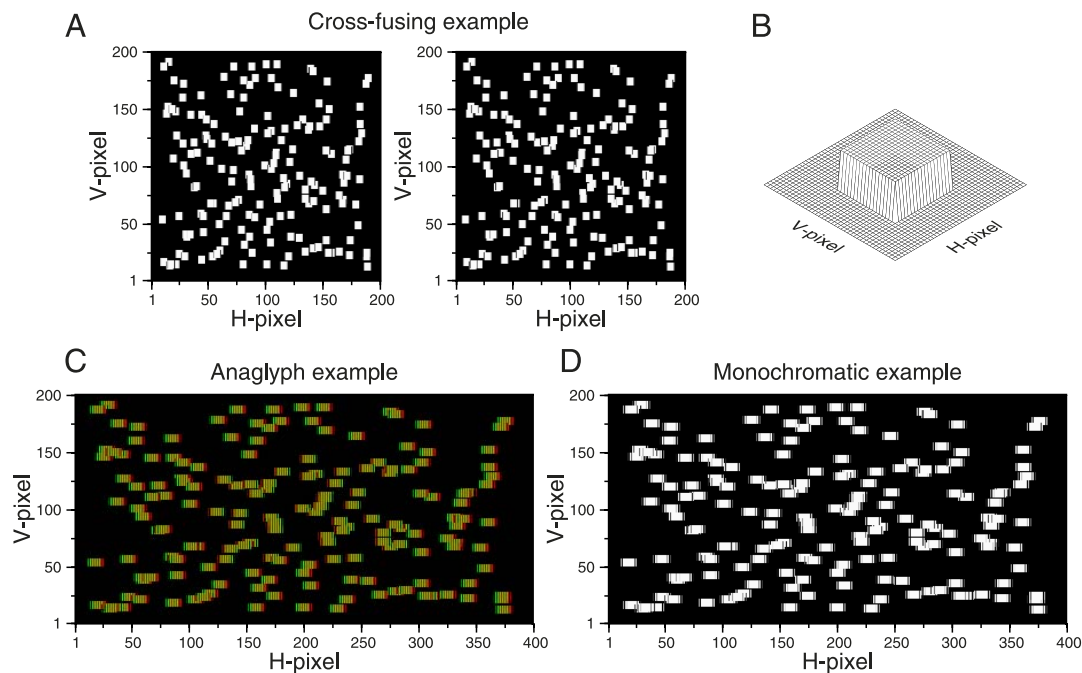 A
Cross-fusing example
B
200
150
100
50
1
V-pixel
1 50 100 150 200
H-pixel
200
150
100
50
1
V-pixel
1 50 100 150 200
H-pixel
V-pixel
H-pixel
C
Anaglyph example
200
150
100
50
1
V-pixel
1 50 100 150 200 250 300 350 400
H-pixel
D
Monochromatic example
200
150
100
50
1
V-pixel
1 50 100 150 200 250 300 350 400
H-pixel